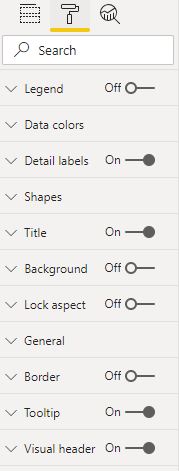 Search
Legend Off
Data colors
Detail labels On
Shapes
Title On
Background Off
Lock aspect Off
General
Border Off
Tooltip On
Visual header On